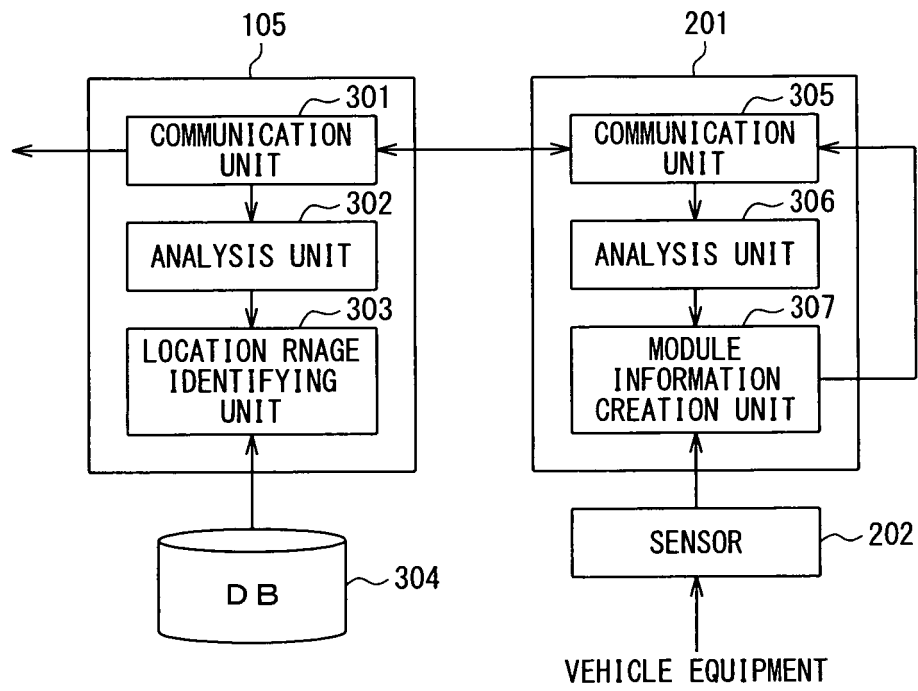 105
201
301
COMMUNICATION
UNIT
302
ANALYSIS UNIT
303
LOCATION RNAGE
IDENTIFYING
UNIT
DB
304
305
COMMUNICATION
UNIT
306
ANALYSIS UNIT
307
MODULE
INFORMATION
CREATION UNIT
SENSOR
202
VEHICLE EQUIPMENT